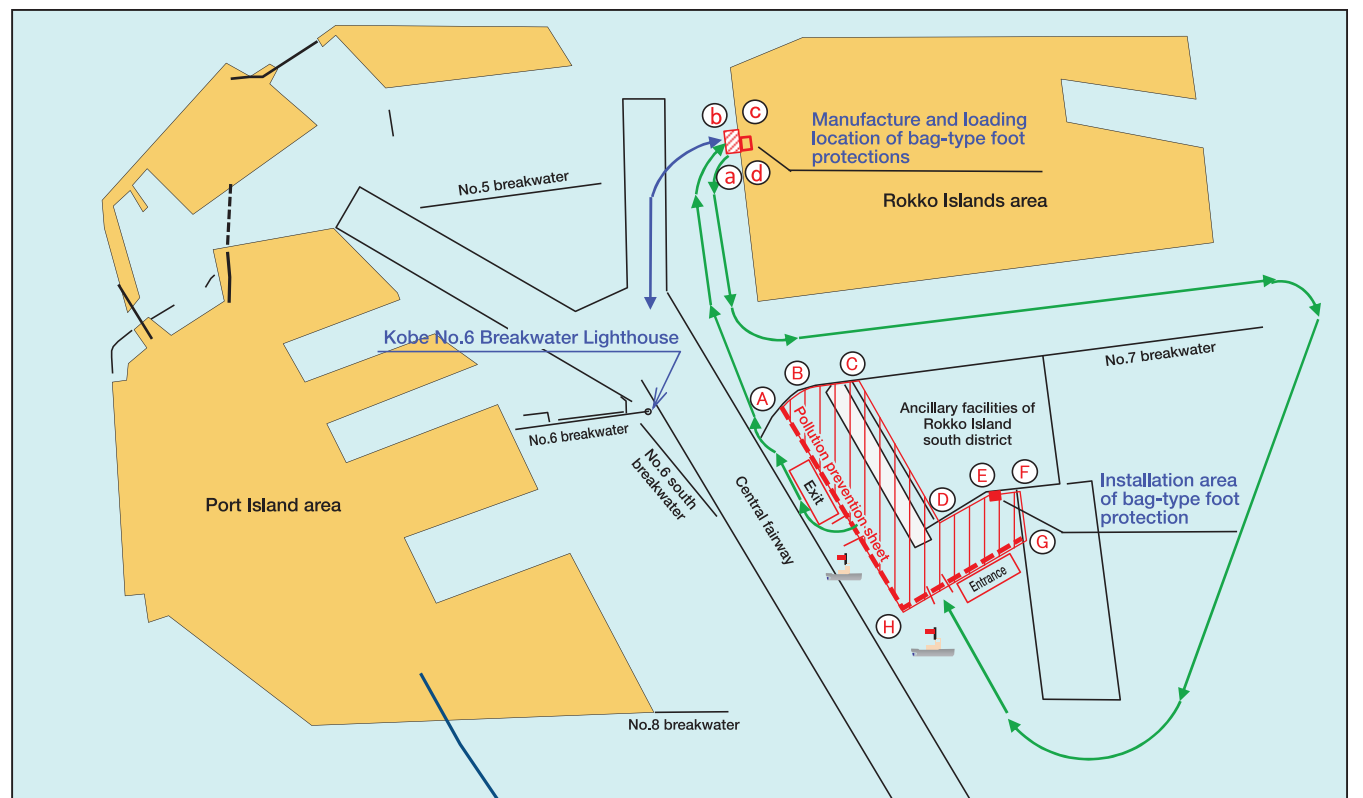 b
c
Manufacture and loading
location of bag-type foot
protections
a
d
No.5 breakwater
Rokko Islands area
Kobe No.6 Breakwater Lighthouse
No.7 breakwater
A
B
C
Ancillary facilities of
Rokko Island
south district
No.6 breakwater
No.6 south
breakwater
Pollution prevention sheet
Exit
Central fairway
D
E
F
Installation area
of bag-type foot
protection
Port Island area
G
Entrance
H
No.8 breakwater